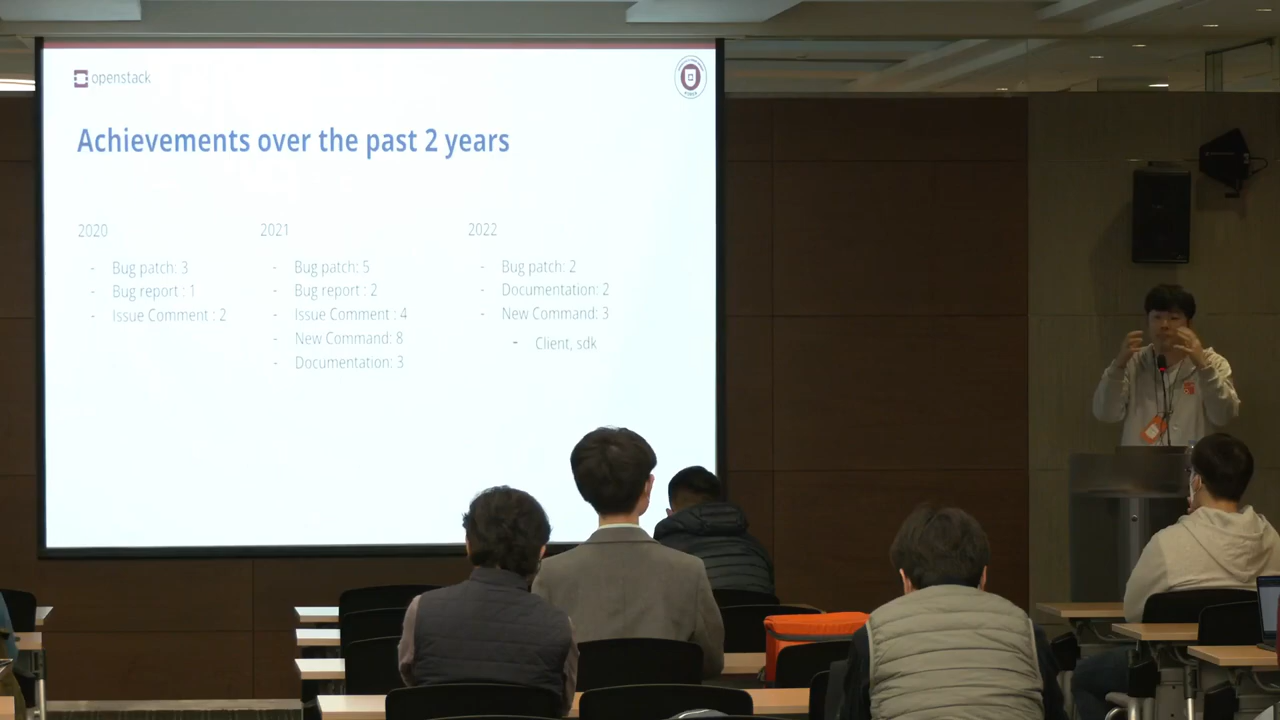 openstack
Achievements over the past 2 years
2020
- Bug patch: 3
- Bug report : 1
- Issue Comment : 2
2021
- Bug patch: 5
- Bug report : 2
- Issue Comment : 4
- New Command: 8
- Documentation: 3
2022
- Bug patch: 2
- Documentation: 2
- New Command: 3
- Client, sdk